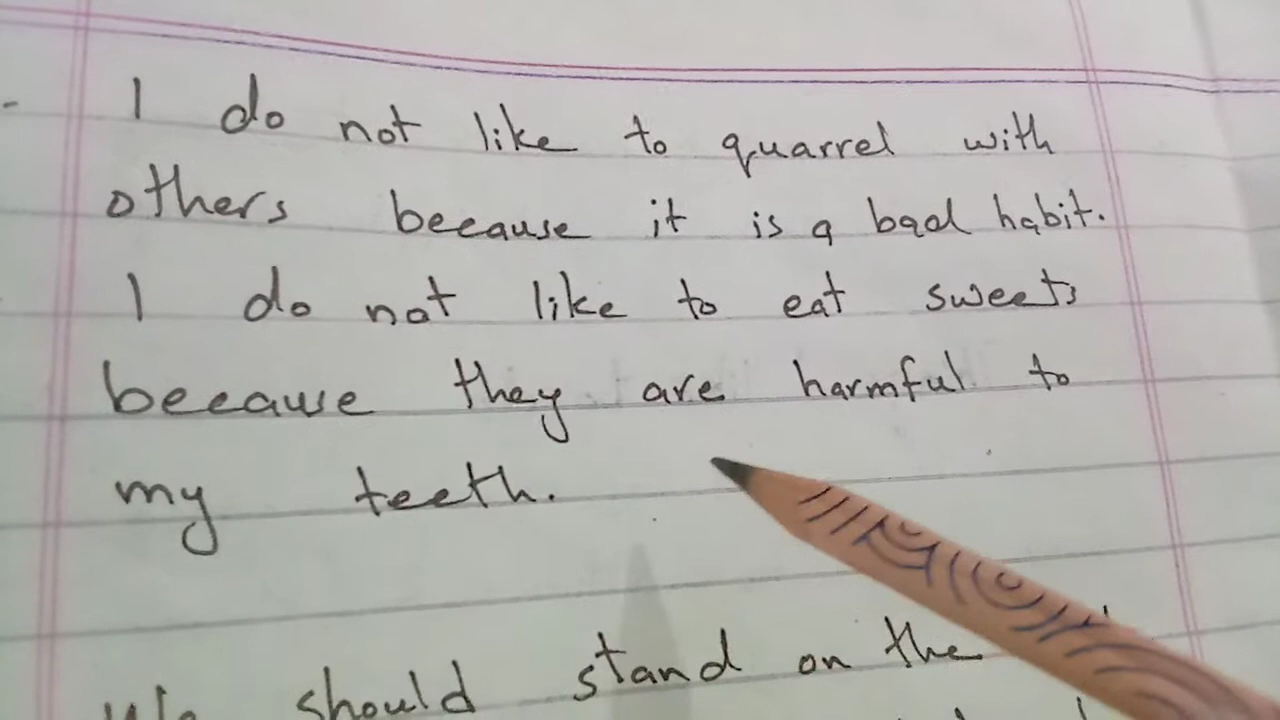 I do not like to quarrel with
others because it is a bad habit.
I do not like to eat sweets
because they are harmful to
my teeth.
We should stand on the